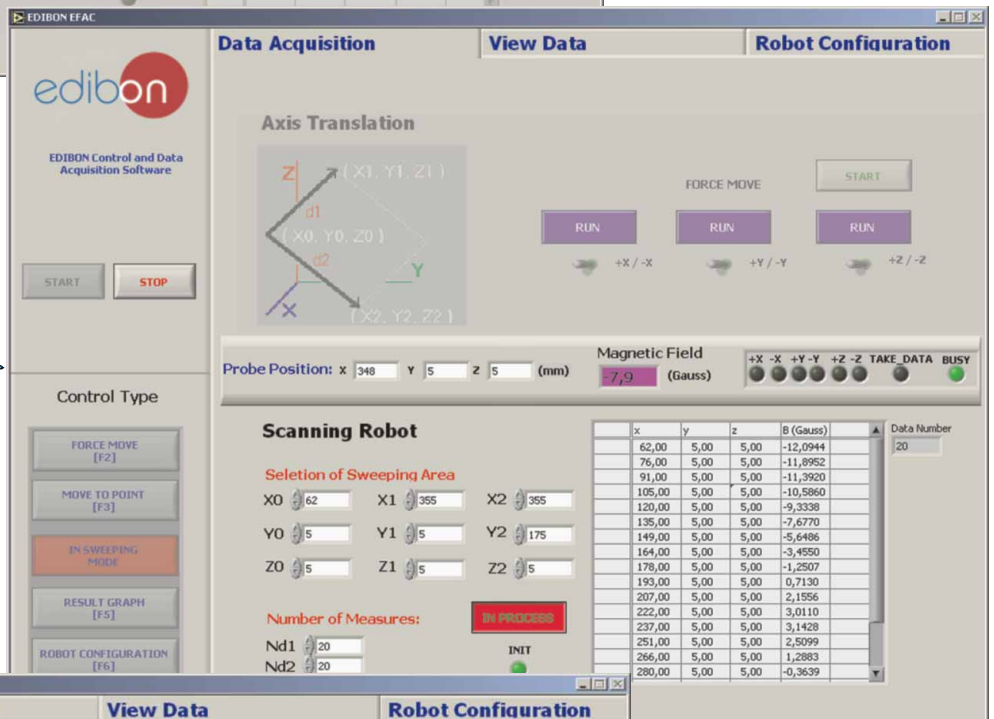 EDIBON EFAC
Data Acquisition View Data Robot Configuration
edibon
EDIBON Control and Data
Acquisition Software
START STOP
Axis Translation
Z (X1, Y1, Z1)
d1
(X0, Y0, Z0)
d2
Y
X (X2, Y2, Z2)
FORCE MOVE START
RUN RUN RUN
+X / -X +Y / -Y +Z / -Z
Probe Position: X 348 Y 5 Z 5 (mm)
Magnetic Field
-7,9 (Gauss)
+X -X +Y -Y +Z -Z TAKE_DATA BUSY
Control Type
FORCE MOVE
[F2]
MOVE TO POINT
[F3]
IN SWEEPING
MODE
RESULT GRAPH
[F5]
ROBOT CONFIGURATION
[F6]
Scanning Robot
Seletion of Sweeping Area
X0 62 X1 355 X2 355
Y0 5 Y1 5 Y2 175
Z0 5 Z1 5 Z2 5
Number of Measures:
IN PROCESS
Nd1 20
INIT
Nd2 20
x y z B (Gauss)
62,00 5,00 5,00 -12,0944
76,00 5,00 5,00 -11,8952
91,00 5,00 5,00 -11,3920
105,00 5,00 5,00 -10,5860
120,00 5,00 5,00 -9,3338
135,00 5,00 5,00 -7,6770
149,00 5,00 5,00 -5,6486
164,00 5,00 5,00 -3,4550
178,00 5,00 5,00 -1,2507
193,00 5,00 5,00 0,7130
207,00 5,00 5,00 2,1556
222,00 5,00 5,00 3,0110
237,00 5,00 5,00 3,1428
251,00 5,00 5,00 2,5099
266,00 5,00 5,00 1,2883
280,00 5,00 5,00 -0,3639
Data Number
20
View Data Robot Configuration